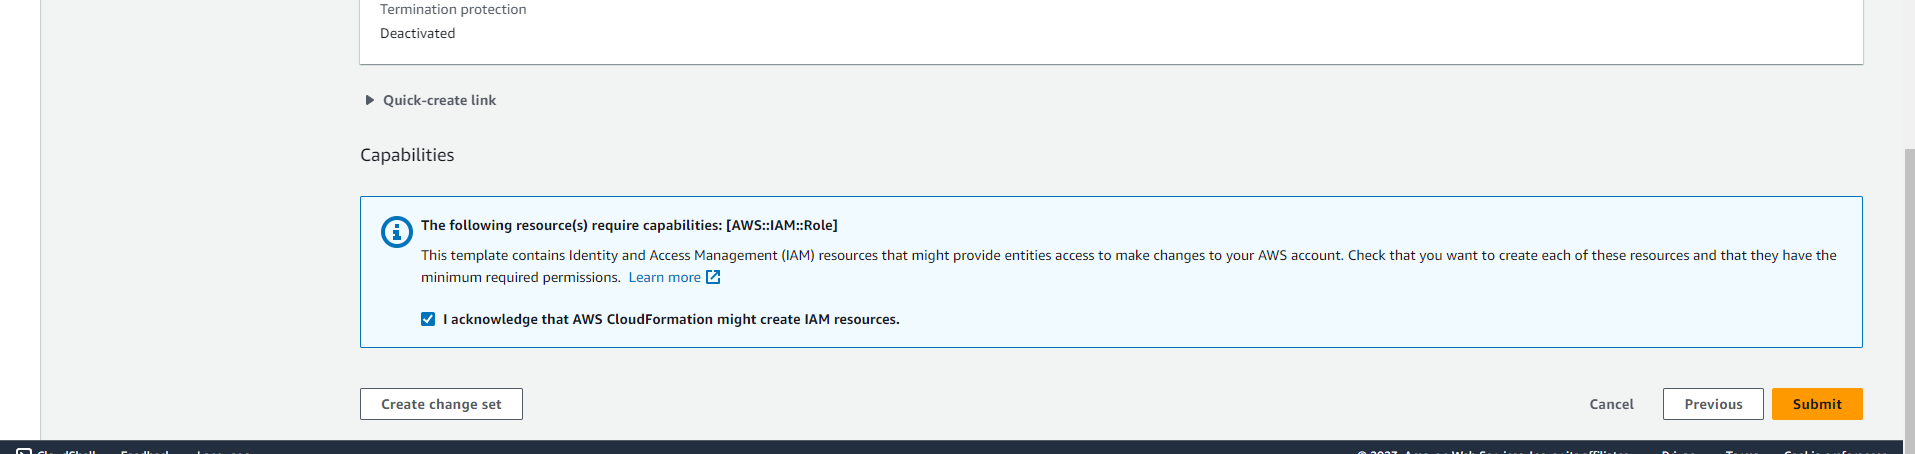 Termination protection
Deactivated
Quick-create link
Capabilities
The following resource(s) require capabilities: [AWS::IAM::Role]
This template contains Identity and Access Management (IAM) resources that might provide entities access to make changes to your AWS account. Check that you want to create each of these resources and that they have the
minimum required permissions. Learn more
I acknowledge that AWS CloudFormation might create IAM resources.
Create change set
Cancel
Previous
Submit